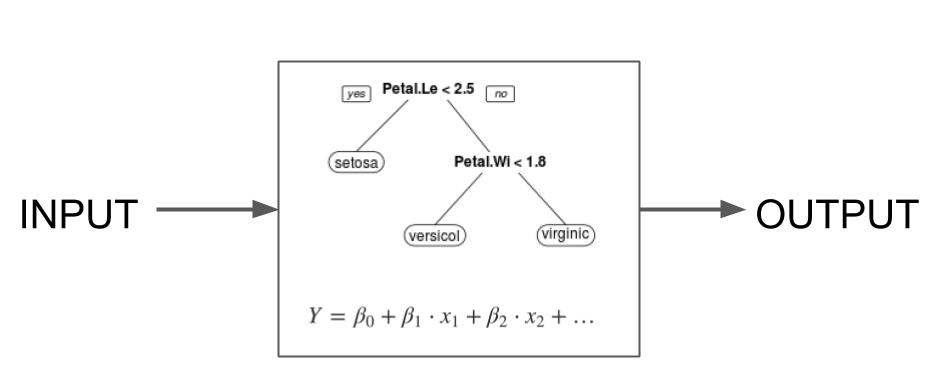 yes Petal.Le < 2.5 no
setosa Petal.Wi < 1.8
INPUT OUTPUT
versicol virginic
Y = β₀ + β₁ · x₁ + β₂ · x₂ + …